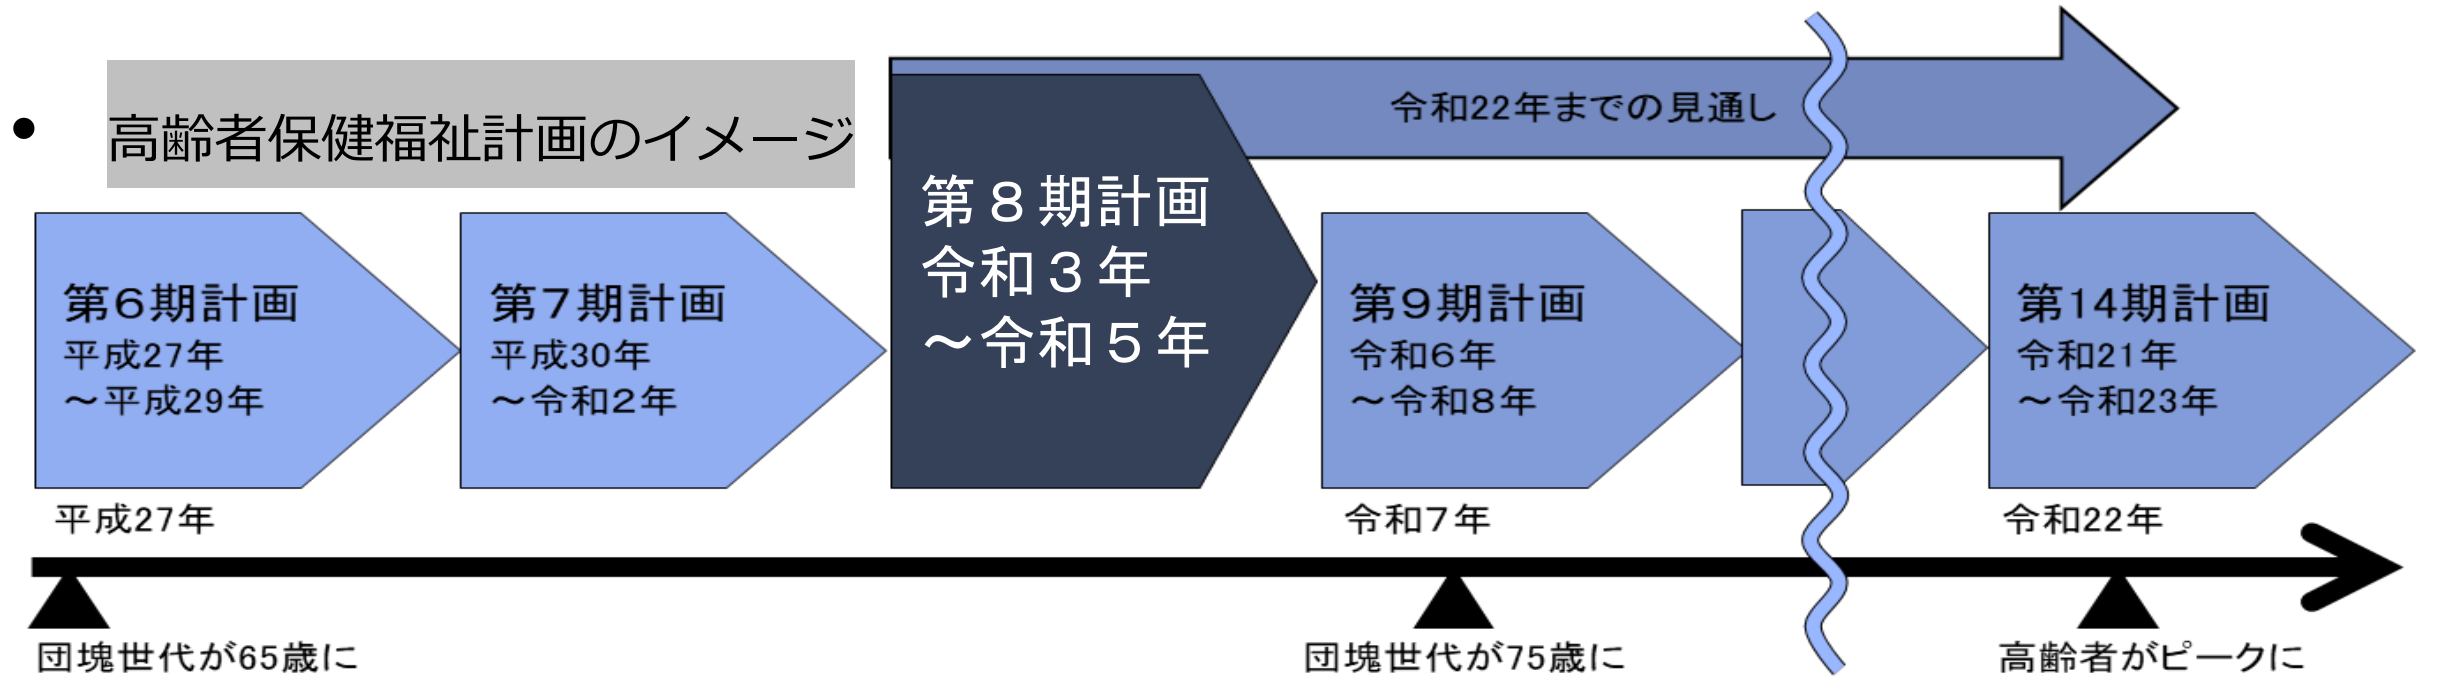 • 高齢者保健福祉計画のイメージ
令和22年までの見通し
第6期計画
平成27年
～平成29年
第7期計画
平成30年
～令和2年
第８期計画
令和３年
～令和５年
第9期計画
令和6年
～令和8年
第14期計画
令和21年
～令和23年
平成27年
令和7年
令和22年
団塊世代が65歳に
団塊世代が75歳に
高齢者がピークに